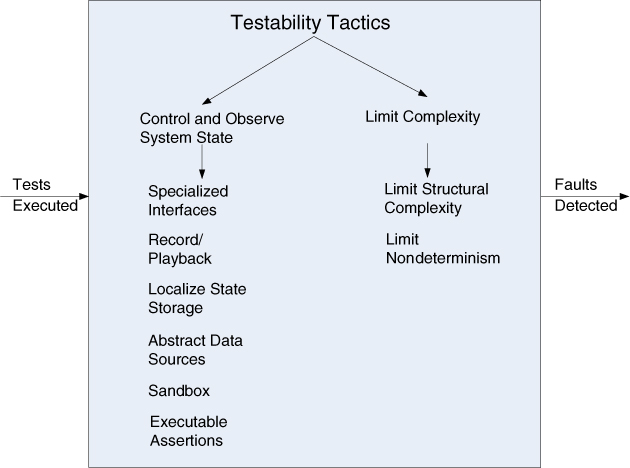 Testability Tactics
Control and Observe
System State
Limit Complexity
Tests
Executed
Specialized
Interfaces
Record/
Playback
Localize State
Storage
Abstract Data
Sources
Sandbox
Executable
Assertions
Limit Structural
Complexity
Limit
Nondeterminism
Faults
Detected